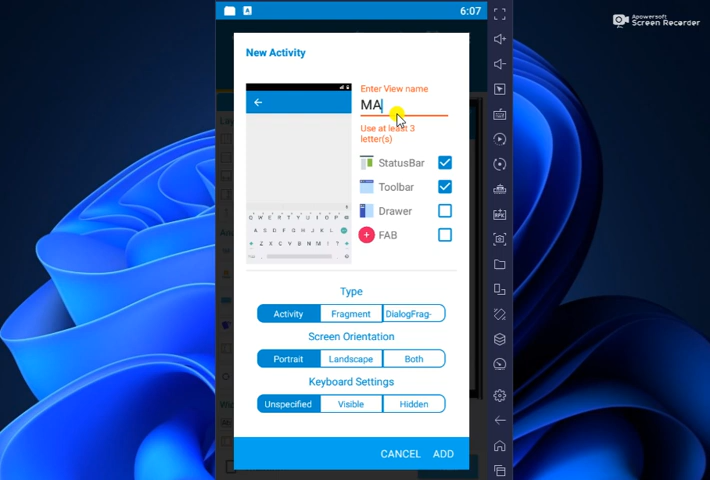 6:07
Apowersoft
Screen Recorder
New Activity
Enter View name
MA
Use at least 3
letter(s)
StatusBar
Toolbar
Drawer
FAB
Q W E R T Y U I O P
A S D F G H J K L
Z X C V B N M
Type
Activity Fragment DialogFrag-
Screen Orientation
Portrait Landscape Both
Keyboard Settings
Unspecified Visible Hidden
CANCEL ADD